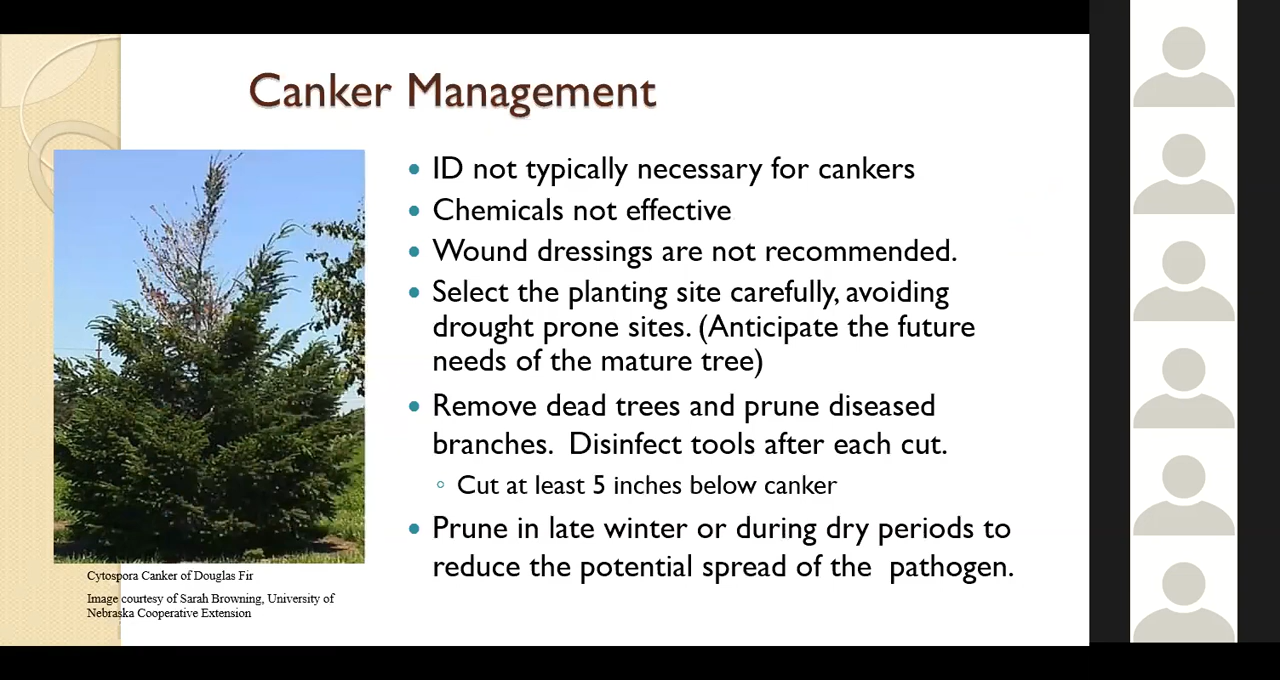 Canker Management
ID not typically necessary for cankers
Chemicals not effective
Wound dressings are not recommended.
Select the planting site carefully, avoiding
drought prone sites. (Anticipate the future
needs of the mature tree)
Remove dead trees and prune diseased
branches.  Disinfect tools after each cut.
Cut at least 5 inches below canker
Prune in late winter or during dry periods to
reduce the potential spread of the  pathogen.
Cytospora Canker of Douglas Fir
Image courtesy of Sarah Browning, University of
Nebraska Cooperative Extension